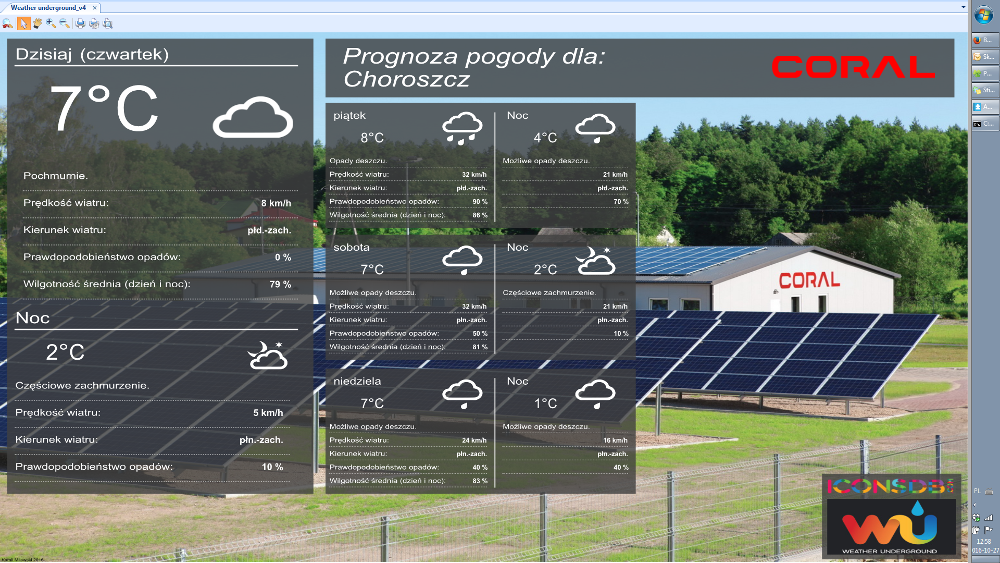 Weather underground_v4
Dzisiaj (czwartek)
7°C
Pochmurnie.
Prędkość wiatru: 8 km/h
Kierunek wiatru: płd.-zach.
Prawdopodobieństwo opadów: 0 %
Wilgotność średnia (dzień i noc): 79 %
Noc
2°C
Częściowe zachmurzenie.
Prędkość wiatru: 5 km/h
Kierunek wiatru: płn.-zach.
Prawdopodobieństwo opadów: 10 %
Prognoza pogody dla:
Choroszcz
CORAL
piątek Noc
8°C 4°C
Opady deszczu. Możliwe opady deszczu.
Prędkość wiatru: 32 km/h 21 km/h
Kierunek wiatru: płd.-zach. płd.-zach.
Prawdopodobieństwo opadów: 90 % 70 %
Wilgotność średnia (dzień i noc): 86 %
sobota Noc
7°C 2°C
Możliwe opady deszczu. Częściowe zachmurzenie.
Prędkość wiatru: 32 km/h 21 km/h
Kierunek wiatru: płn.-zach. płn.-zach.
Prawdopodobieństwo opadów: 50 % 10 %
Wilgotność średnia (dzień i noc): 81 %
niedziela Noc
7°C 1°C
Możliwe opady deszczu. Możliwe opady deszczu.
Prędkość wiatru: 24 km/h 16 km/h
Kierunek wiatru: płn.-zach. płn.-zach.
Prawdopodobieństwo opadów: 40 % 40 %
Wilgotność średnia (dzień i noc): 83 %
CORAL
ICONSDB
WU
WEATHER UNDERGROUND
12:58
016-10-27